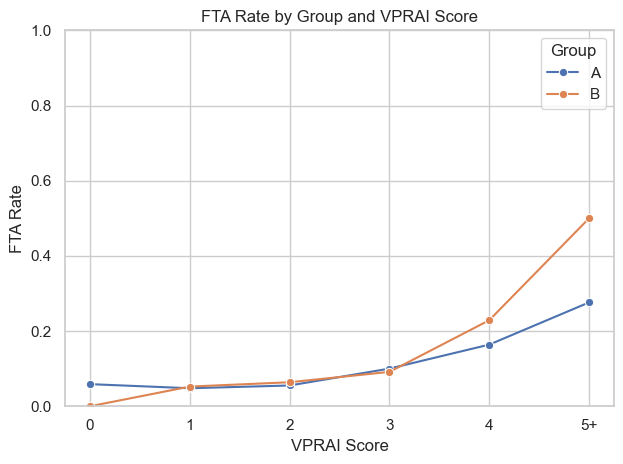 FTA Rate by Group and VPRAI Score
1.0
0.8
0.6
0.4
0.2
0.0
FTA Rate
Group
A
B
0 1 2 3 4 5+
VPRAI Score